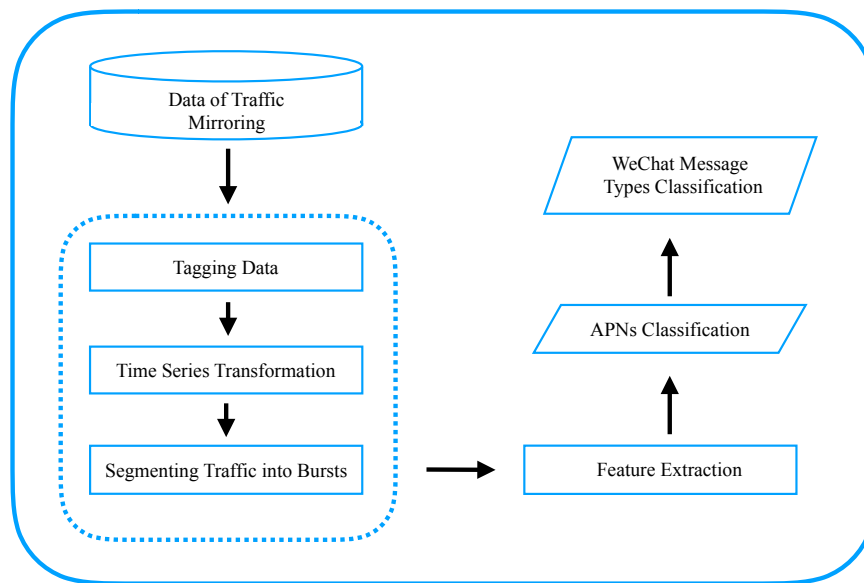 Data of Traffic
Mirroring
Tagging Data
Time Series Transformation
Segmenting Traffic into Bursts
Feature Extraction
APNs Classification
WeChat Message
Types Classification